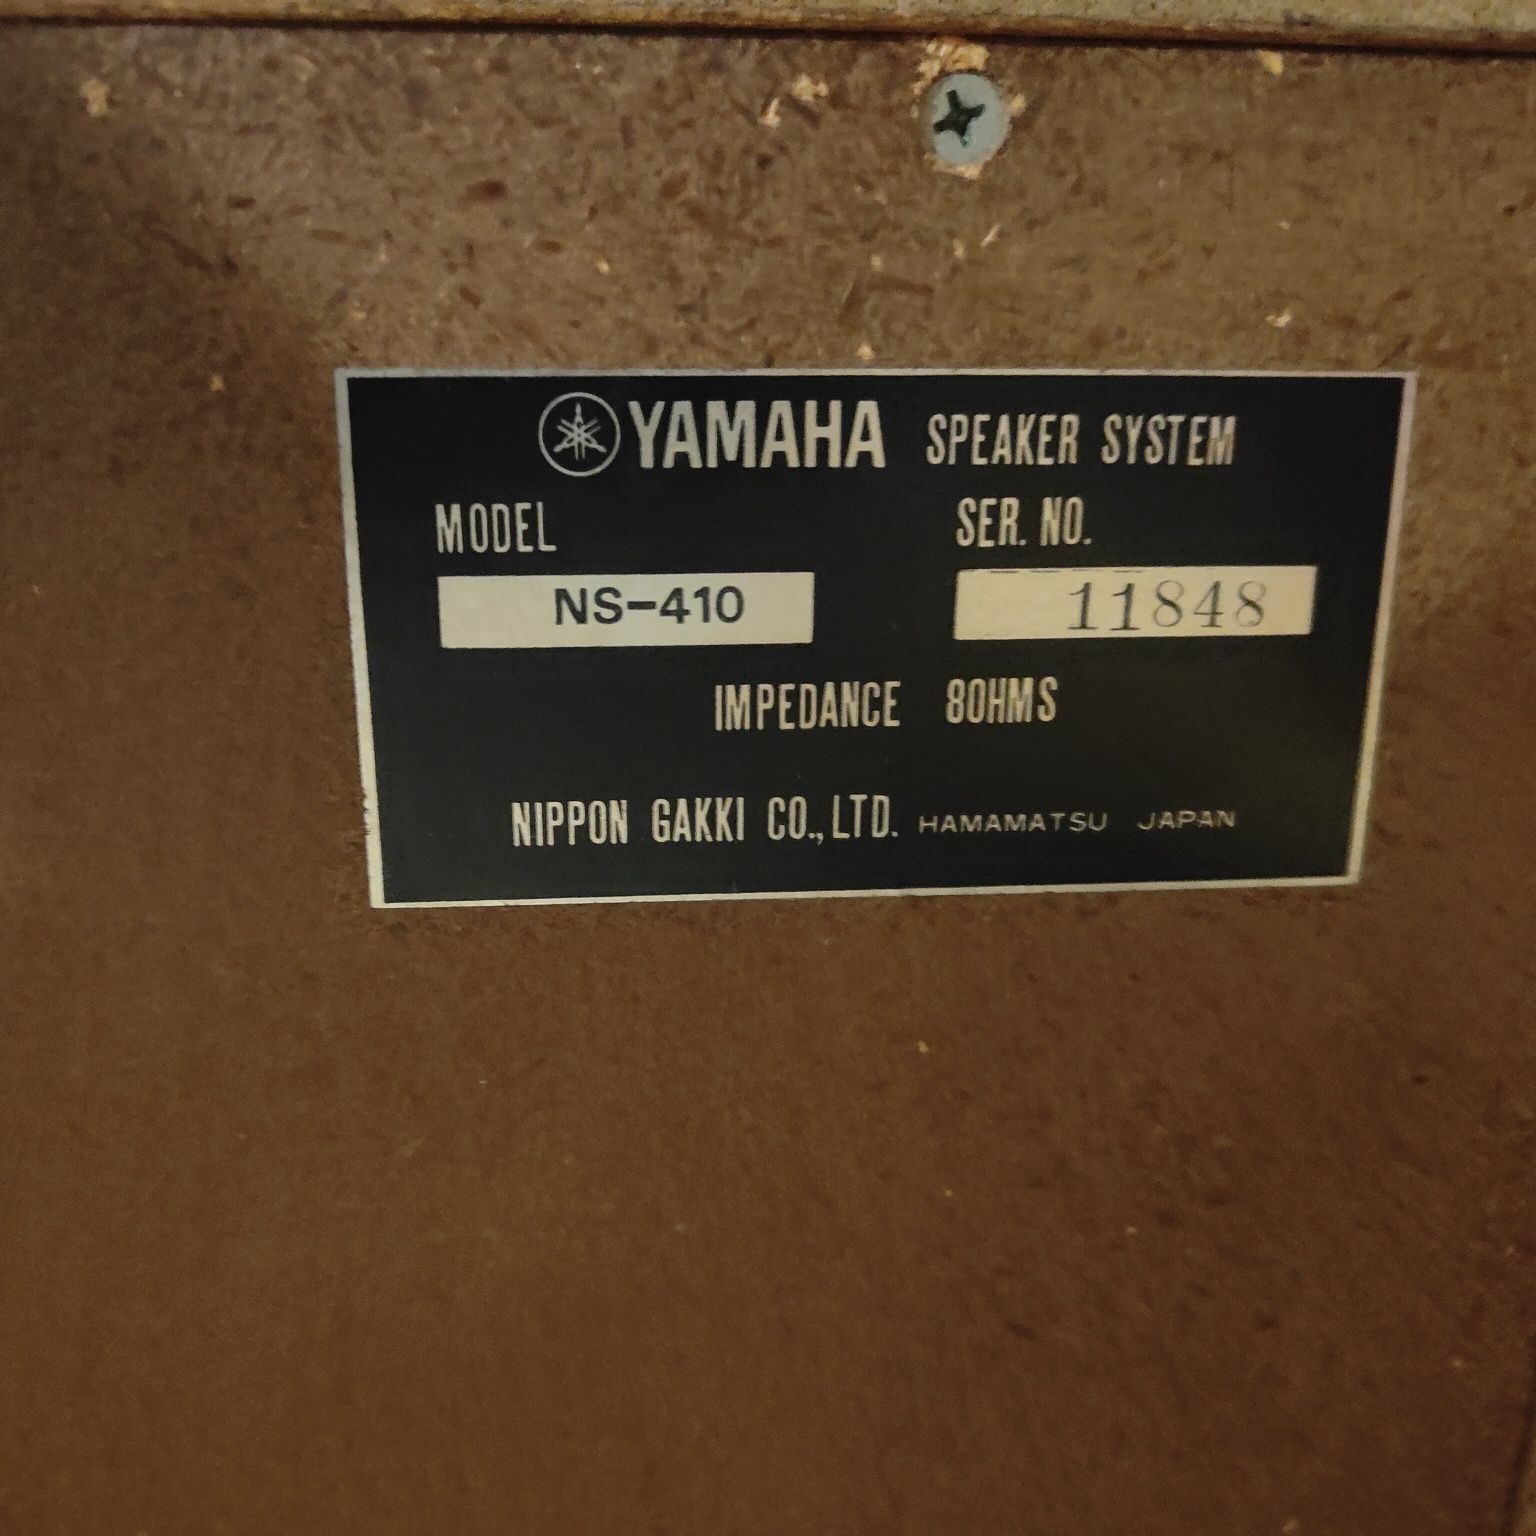 YAMAHA SPEAKER SYSTEM
MODEL SER. NO.
NS-410 11848
IMPEDANCE 8OHMS
NIPPON GAKKI CO., LTD. HAMAMATSU JAPAN